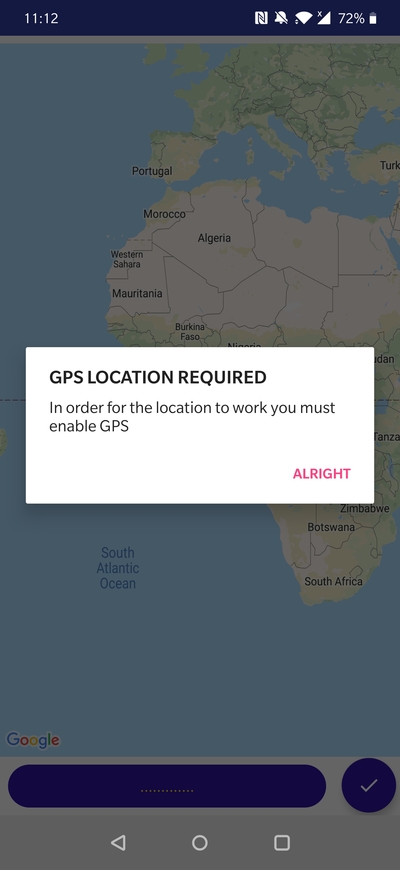 11:12
72%
Portugal
Turk
Morocco
Algeria
Western
Sahara
Mauritania
Burkina
Faso
Nigeria
udan
GPS LOCATION REQUIRED
In order for the location to work you must
enable GPS
ALRIGHT
Tanza
Zimbabwe
Botswana
South
Atlantic
Ocean
South Africa
Google
.............